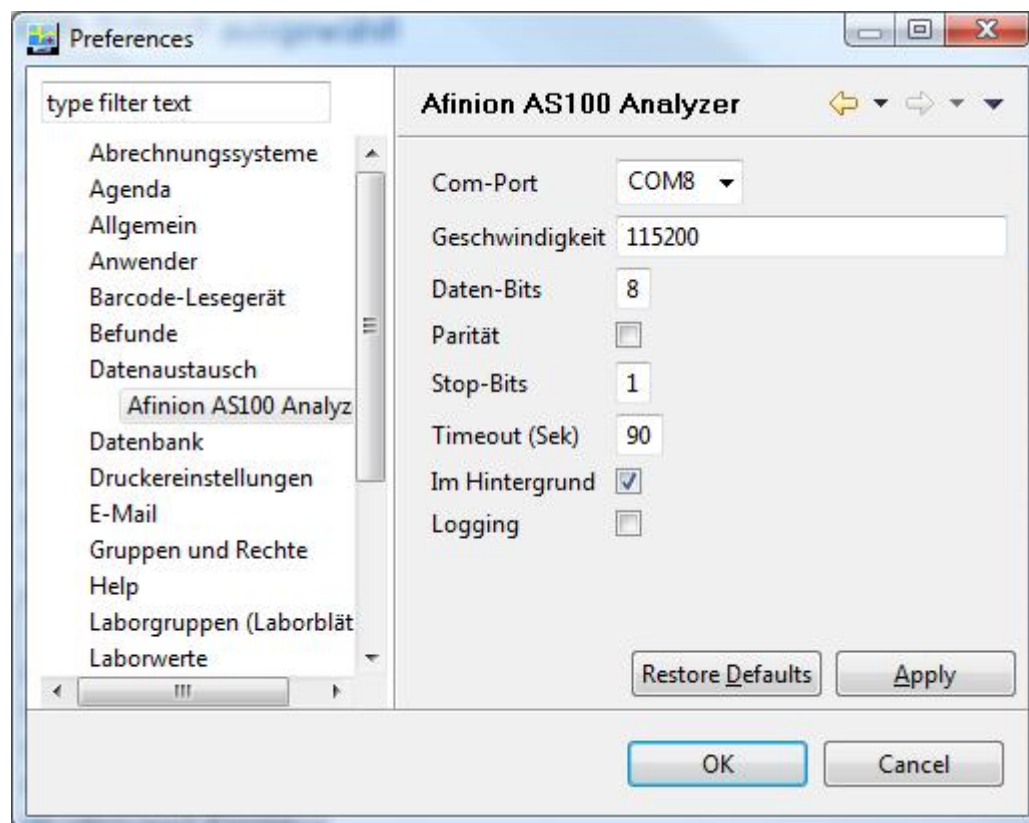 Preferences
type filter text
Abrechnungssysteme
Agenda
Allgemein
Anwender
Barcode-Lesegerät
Befunde
Datenaustausch
Afinion AS100 Analyz
Datenbank
Druckereinstellungen
E-Mail
Gruppen und Rechte
Help
Laborgruppen (Laborblät
Laborwerte
Afinion AS100 Analyzer
Com-Port COM8
Geschwindigkeit 115200
Daten-Bits 8
Parität
Stop-Bits 1
Timeout (Sek) 90
Im Hintergrund
Logging
Restore Defaults Apply
OK Cancel